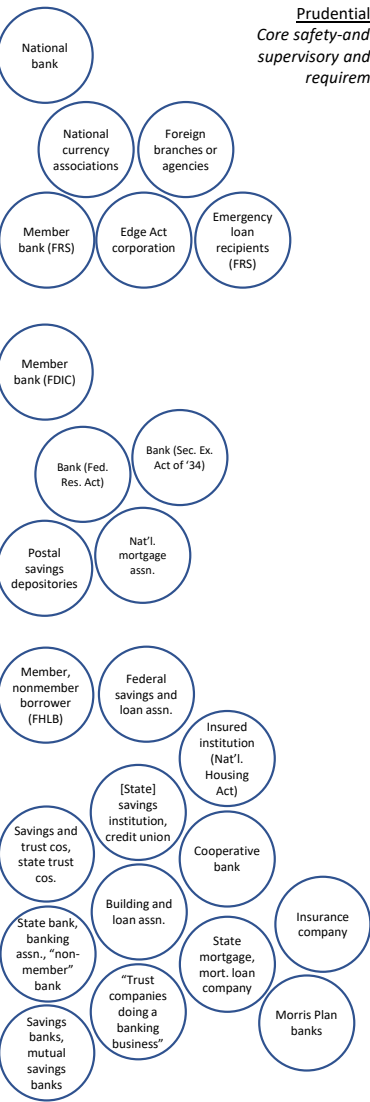 Prudential
Core safety-and
supervisory and
requirem
National
bank
National
currency
associations
Foreign
branches or
agencies
Member
bank (FRS)
Edge Act
corporation
Emergency
loan
recipients
(FRS)
Member
bank (FDIC)
Bank (Fed.
Res. Act)
Bank (Sec. Ex.
Act of ‘34)
Postal
savings
depositories
Nat’l.
mortgage
assn.
Member,
nonmember
borrower
(FHLB)
Federal
savings and
loan assn.
Insured
institution
(Nat’l.
Housing
Act)
[State]
savings
institution,
credit union
Savings and
trust cos,
state trust
cos.
Cooperative
bank
Building and
loan assn.
Insurance
company
State bank,
banking
assn., “non-
member”
bank
State
mortgage,
mort. loan
company
“Trust
companies
doing a
banking
business”
Morris Plan
banks
Savings
banks,
mutual
savings
banks